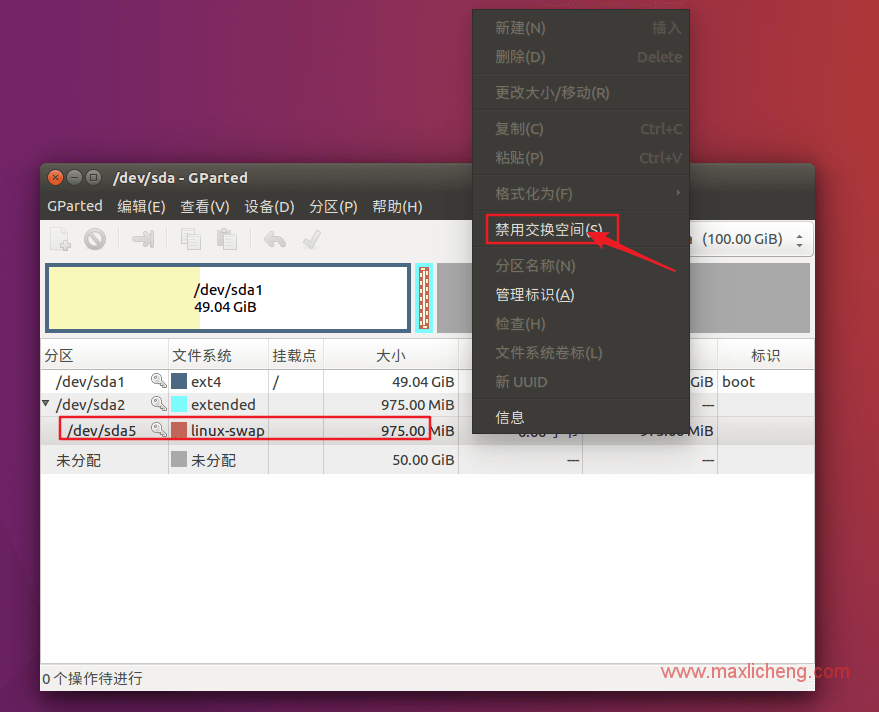 新建(N) 插入
删除(D) Delete
更改大小/移动(R)
复制(C) Ctrl+C
粘贴(P) Ctrl+V
格式化为(F)
禁用交换空间(S)
分区名称(N)
管理标识(A)
检查(H)
文件系统卷标(L)
新 UUID
信息
/dev/sda - GParted
GParted 编辑(E) 查看(V) 设备(D) 分区(P) 帮助(H)
(100.00 GiB)
/dev/sda1
49.04 GiB
分区 文件系统 挂载点 大小 标识
/dev/sda1 ext4 / 49.04 GiB GiB boot
/dev/sda2 extended 975.00 MiB ---
/dev/sda5 linux-swap 975.00 MiB 975.00 MiB
未分配 未分配 50.00 GiB --- ---
0 个操作待进行
www.maxlicheng.com